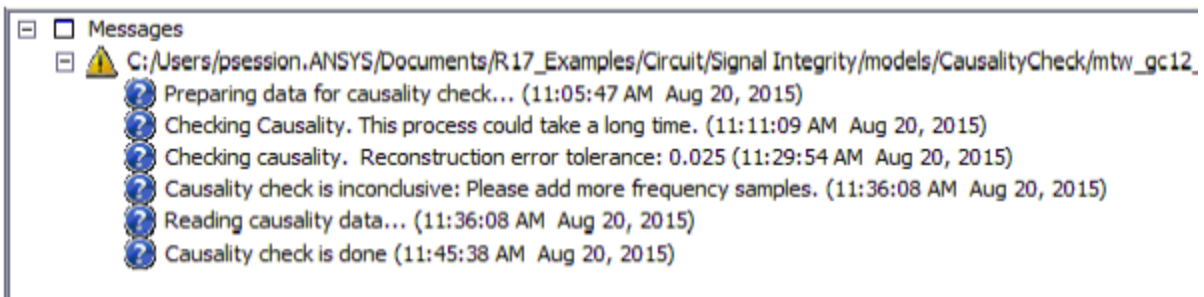 Messages
C:/Users/psession.ANSYS/Documents/R17_Examples/Circuit/Signal Integrity/models/CausalityCheck/mtw_gc12_
Preparing data for causality check... (11:05:47 AM Aug 20, 2015)
Checking Causality. This process could take a long time. (11:11:09 AM Aug 20, 2015)
Checking causality. Reconstruction error tolerance: 0.025 (11:29:54 AM Aug 20, 2015)
Causality check is inconclusive: Please add more frequency samples. (11:36:08 AM Aug 20, 2015)
Reading causality data... (11:36:08 AM Aug 20, 2015)
Causality check is done (11:45:38 AM Aug 20, 2015)